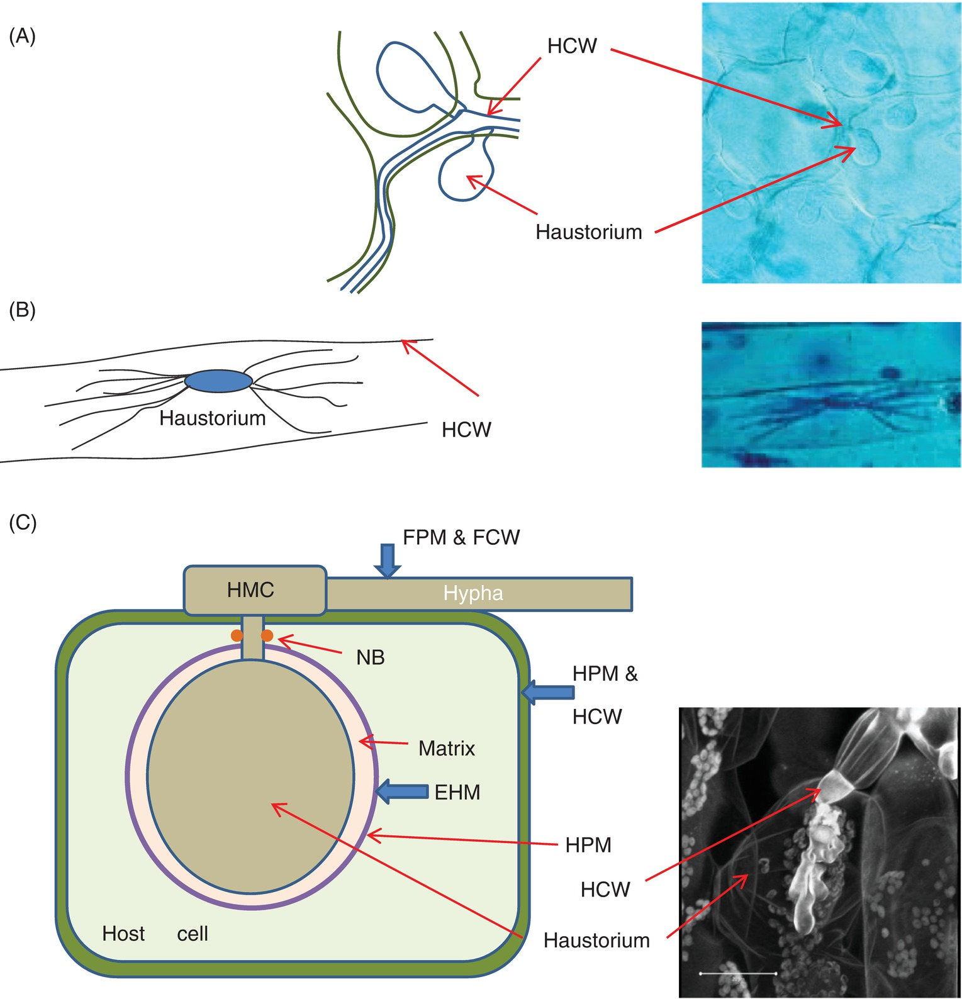 (A)
HCW
Haustorium
(B)
Haustorium
HCW
(C)
FPM & FCW
HMC
Hypha
NB
HPM &
HCW
Matrix
EHM
HPM
HCW
Haustorium
Host cell